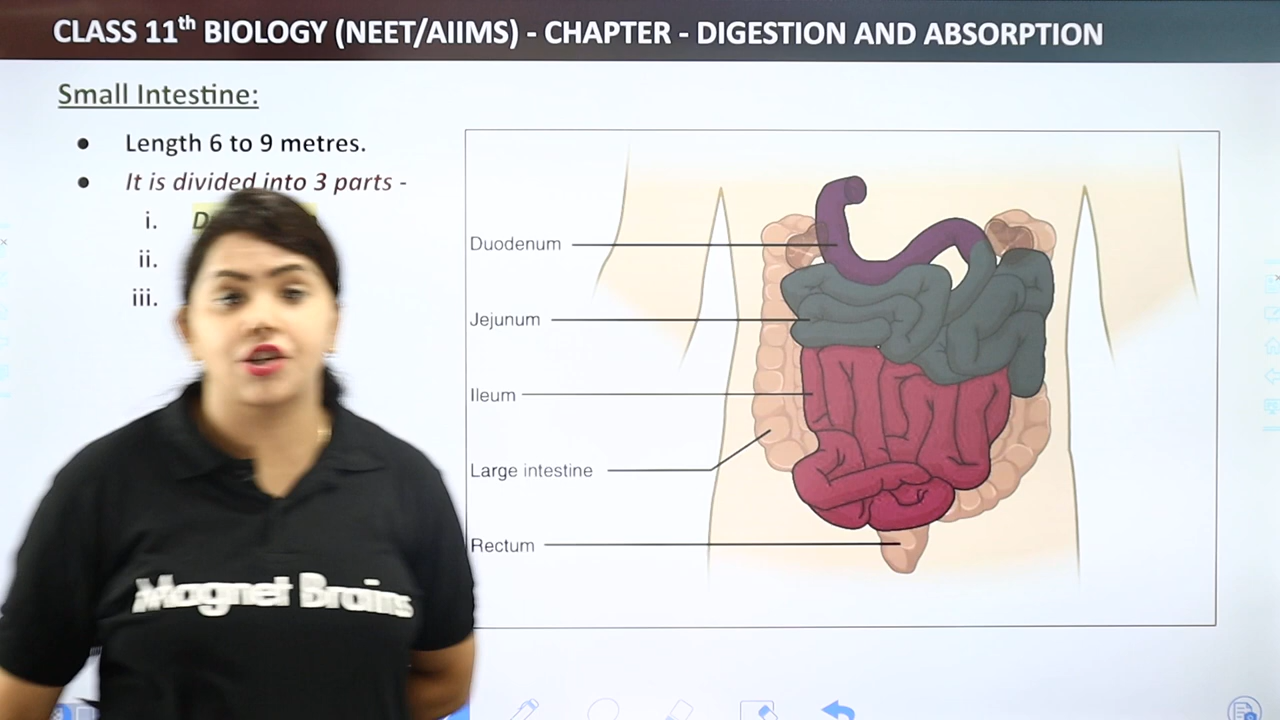 CLASS 11th BIOLOGY (NEET/AIIMS) - CHAPTER - DIGESTION AND ABSORPTION
Small Intestine:
Length 6 to 9 metres.
It is divided into 3 parts -
i.
ii.
iii.
Duodenum
Jejunum
Ileum
Large intestine
Rectum
Magnet Brains